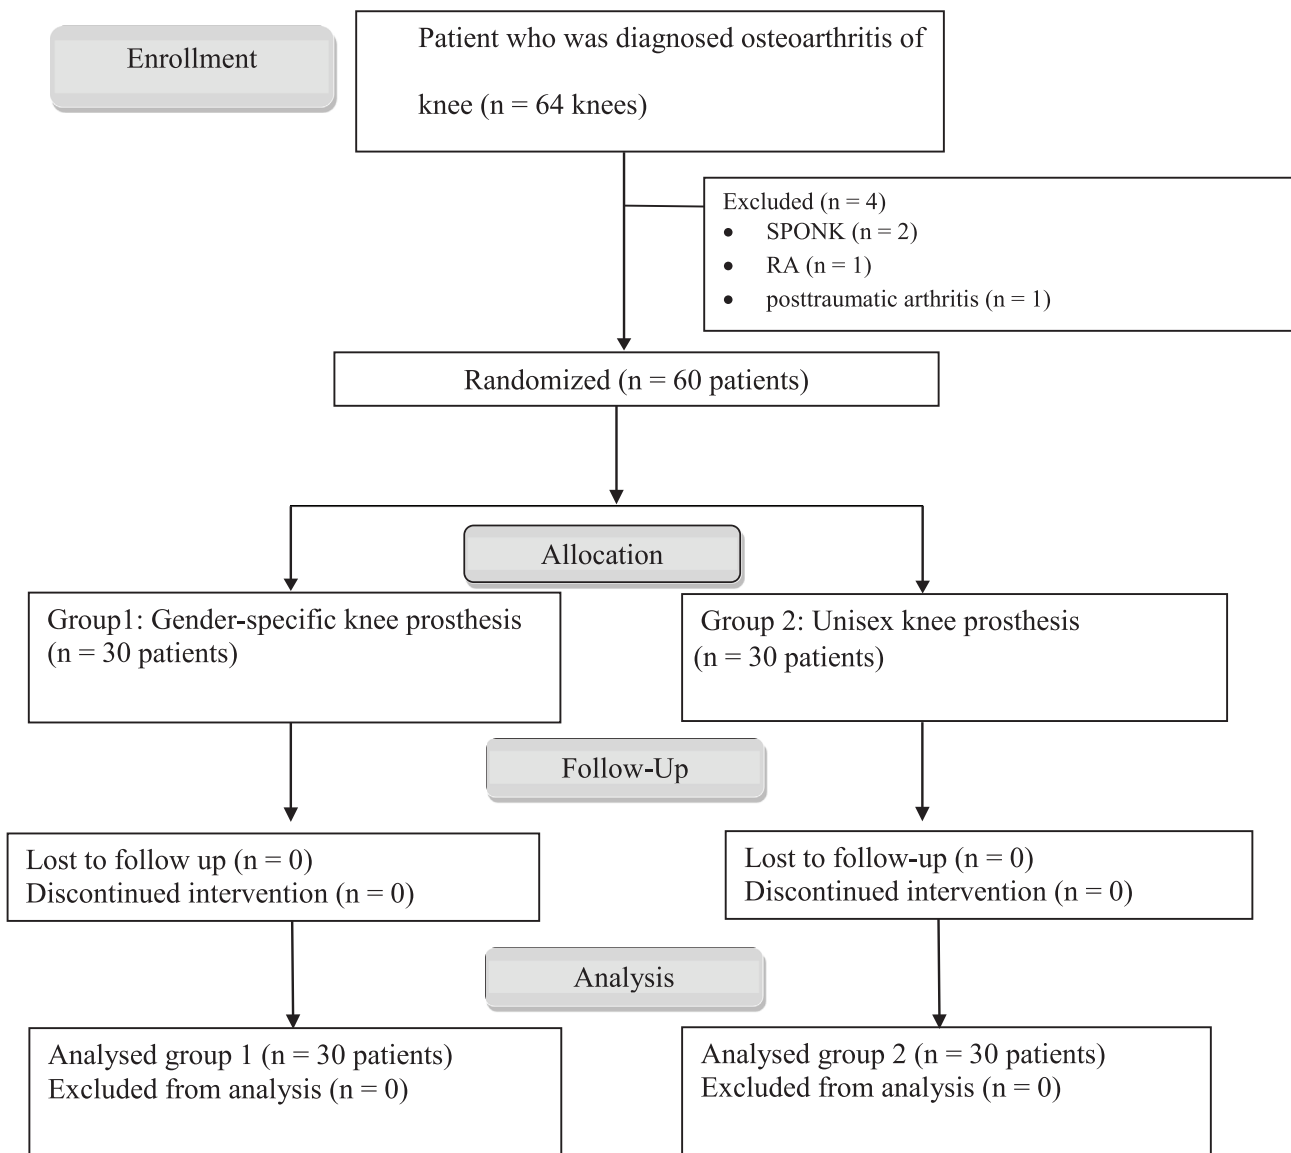 Enrollment
Patient who was diagnosed osteoarthritis of
knee (n = 64 knees)
Excluded (n = 4)
• SPONK (n = 2)
• RA (n = 1)
• posttraumatic arthritis (n = 1)
Randomized (n = 60 patients)
Allocation
Group1: Gender-specific knee prosthesis
(n = 30 patients)
Group 2: Unisex knee prosthesis
(n = 30 patients)
Follow-Up
Lost to follow up (n = 0)
Discontinued intervention (n = 0)
Lost to follow-up (n = 0)
Discontinued intervention (n = 0)
Analysis
Analysed group 1 (n = 30 patients)
Excluded from analysis (n = 0)
Analysed group 2 (n = 30 patients)
Excluded from analysis (n = 0)